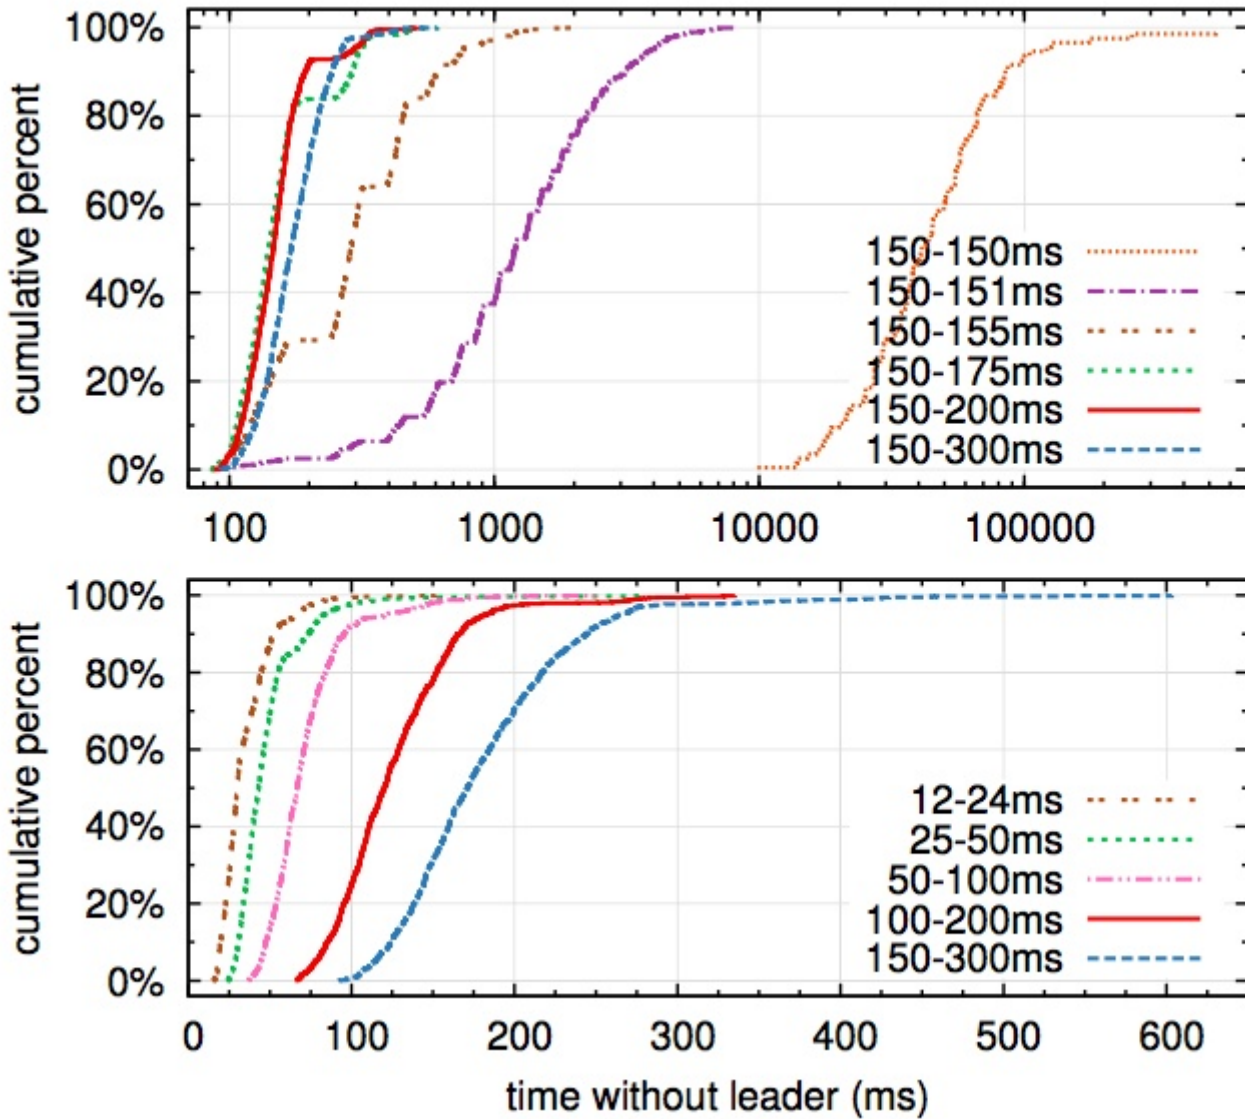 cumulative percent
100%
80%
60%
40%
20%
0%
150-150ms
150-151ms
150-155ms
150-175ms
150-200ms
150-300ms
100 1000 10000 100000
cumulative percent
100%
80%
60%
40%
20%
0%
12-24ms
25-50ms
50-100ms
100-200ms
150-300ms
0 100 200 300 400 500 600
time without leader (ms)